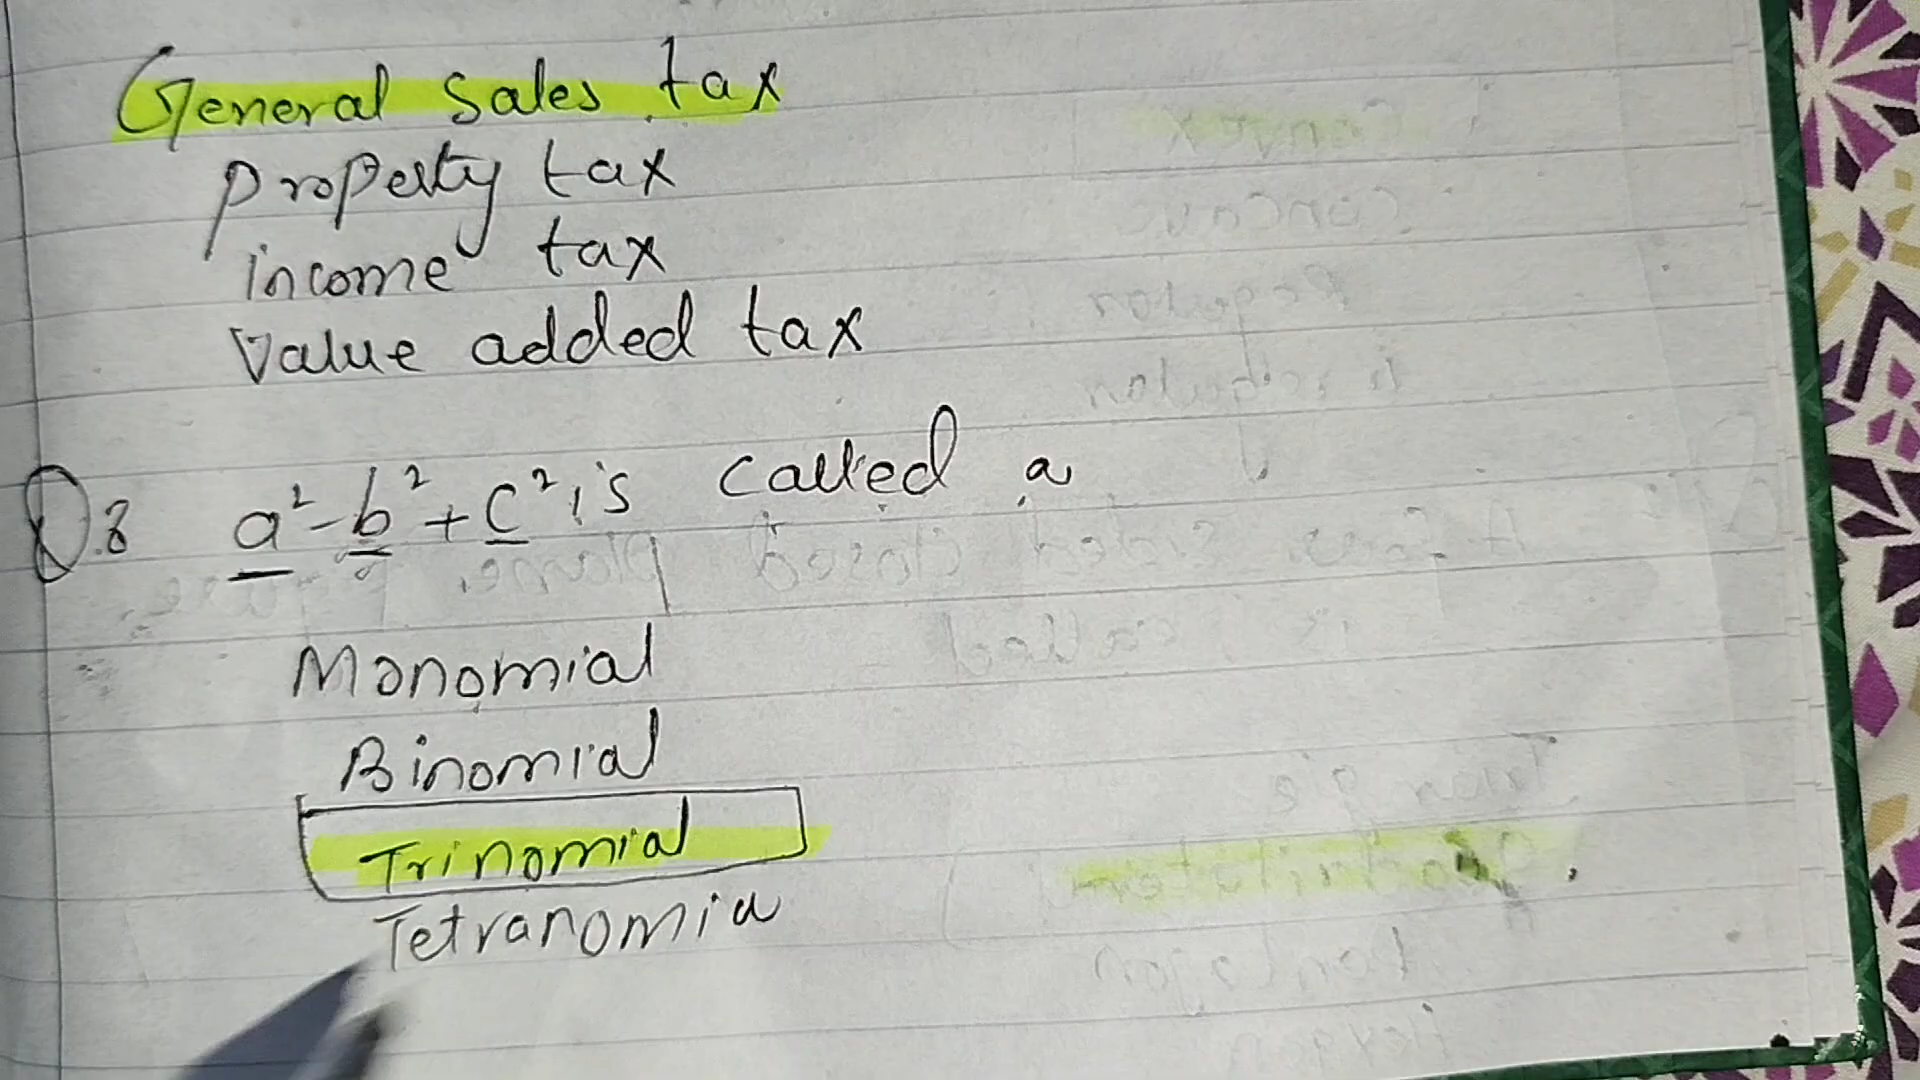 General Sales tax
Property tax
income tax
Value added tax
Q.8 a²-b²+c² is called a
Monomial
Binomial
Trinomial
Tetranomia